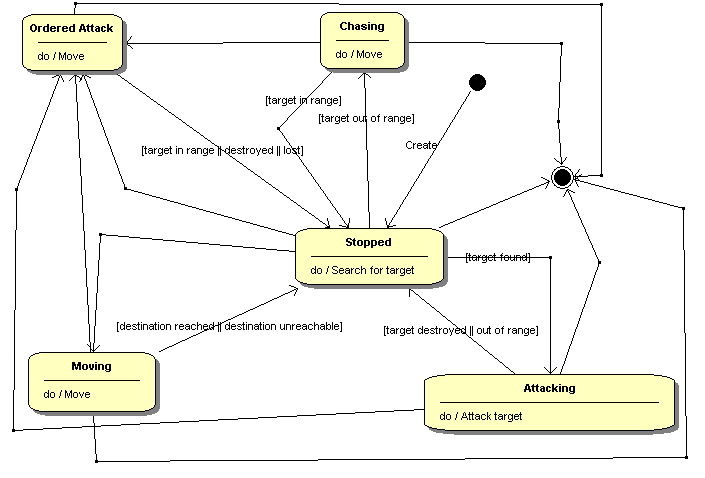 Ordered Attack
do / Move
Chasing
do / Move
[target in range]
[target out of range]
Create
[target in range || destroyed || lost]
Stopped
do / Search for target
[target found]
[destination reached || destination unreachable]
[target destroyed || out of range]
Moving
do / Move
Attacking
do / Attack target